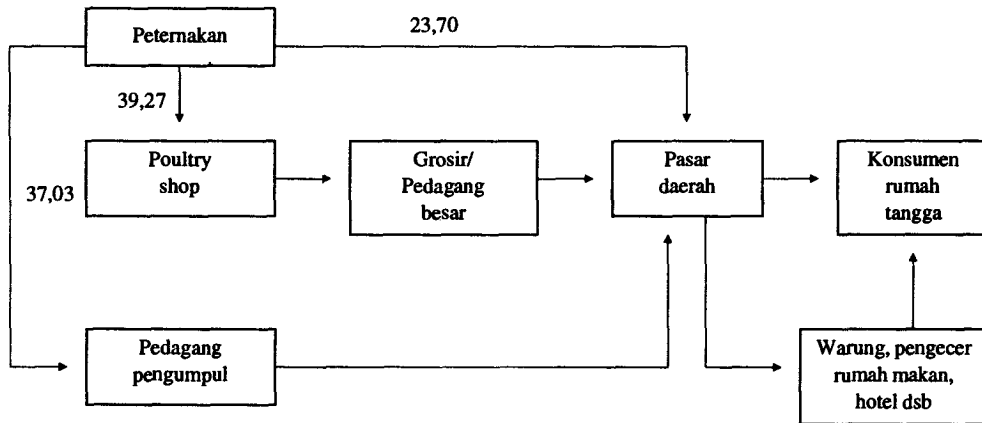 Peternakan
23,70
39,27
Poultry
shop
Grosir/
Pedagang
besar
Pasar
daerah
Konsumen
rumah
tangga
37,03
Pedagang
pengumpul
Warung, pengecer
rumah makan,
hotel dsb